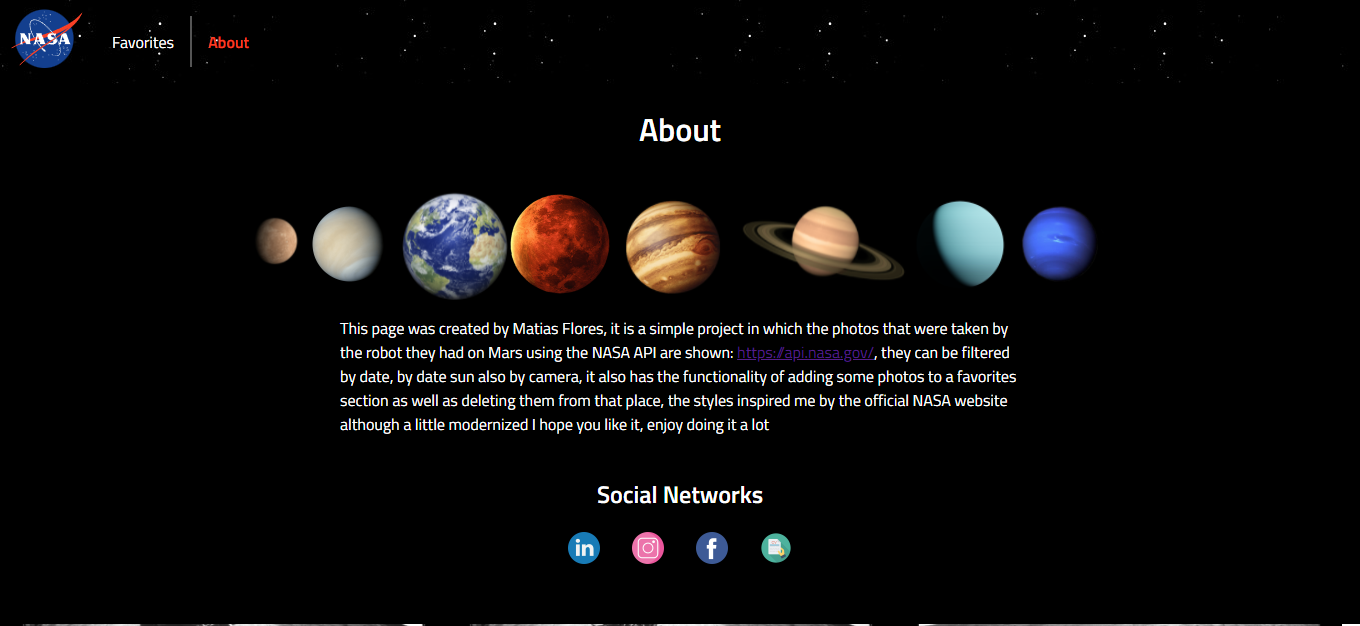 NASA
Favorites
About
About
This page was created by Matias Flores, it is a simple project in which the photos that were taken by
the robot they had on Mars using the NASA API are shown: https://api.nasa.gov/, they can be filtered
by date, by date sun also by camera, it also has the functionality of adding some photos to a favorites
section as well as deleting them from that place, the styles inspired me by the official NASA website
although a little modernized I hope you like it, enjoy doing it a lot
Social Networks
in
f